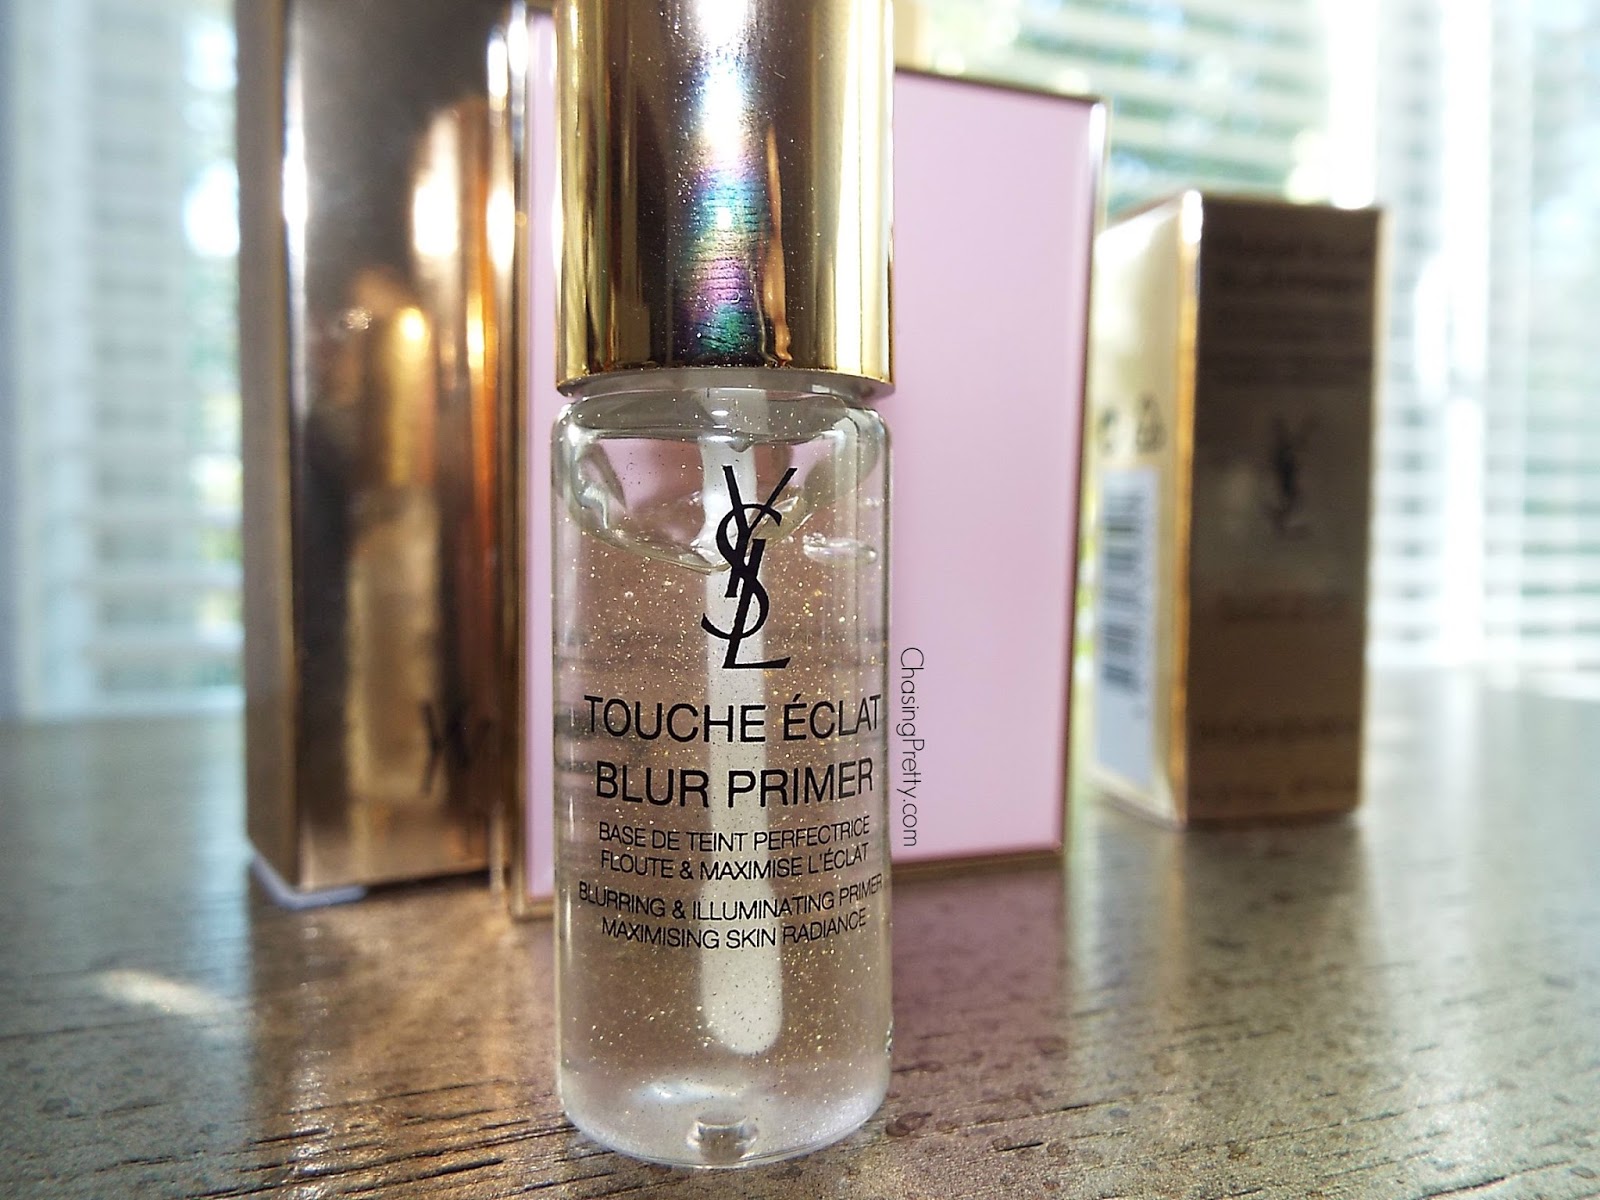 YSL
TOUCHE ÉCLAT
BLUR PRIMER
BASE DE TEINT PERFECTRICE
FLOUTE & MAXIMISE L'ÉCLAT
BLURRING & ILLUMINATING PRIMER
MAXIMISING SKIN RADIANCE
ChasingPretty.com